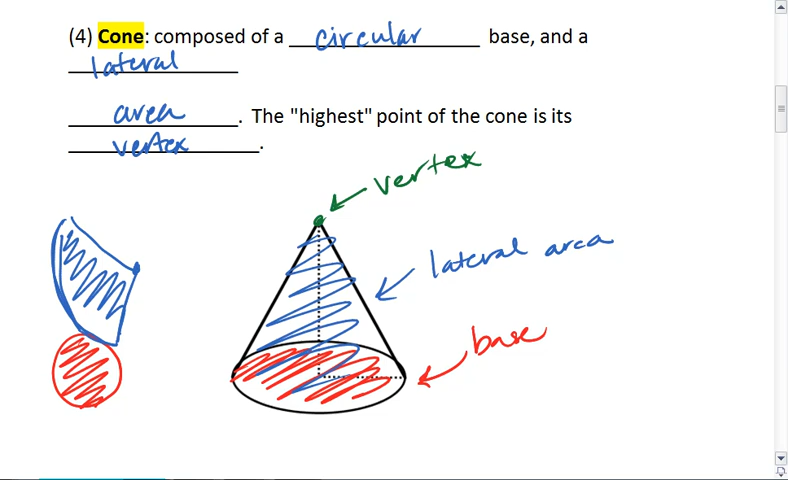 (4) Cone: composed of a circular base, and a
lateral
area. The "highest" point of the cone is its
vertex.
vertex
lateral area
base